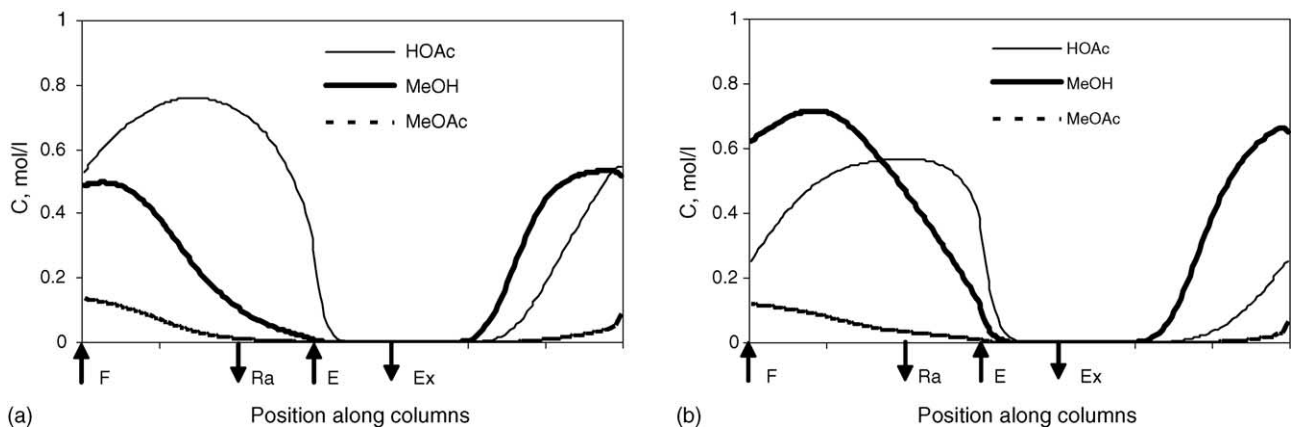 1
HOAc
0.8
MeOH
MeOAc
0.6
C, mol/l
0.4
0.2
0
F
Ra
E
Ex
(a)
Position along columns
1
HOAc
0.8
MeOH
MeOAc
0.6
C, mol/l
0.4
0.2
0
F
Ra
E
Ex
(b)
Position along columns